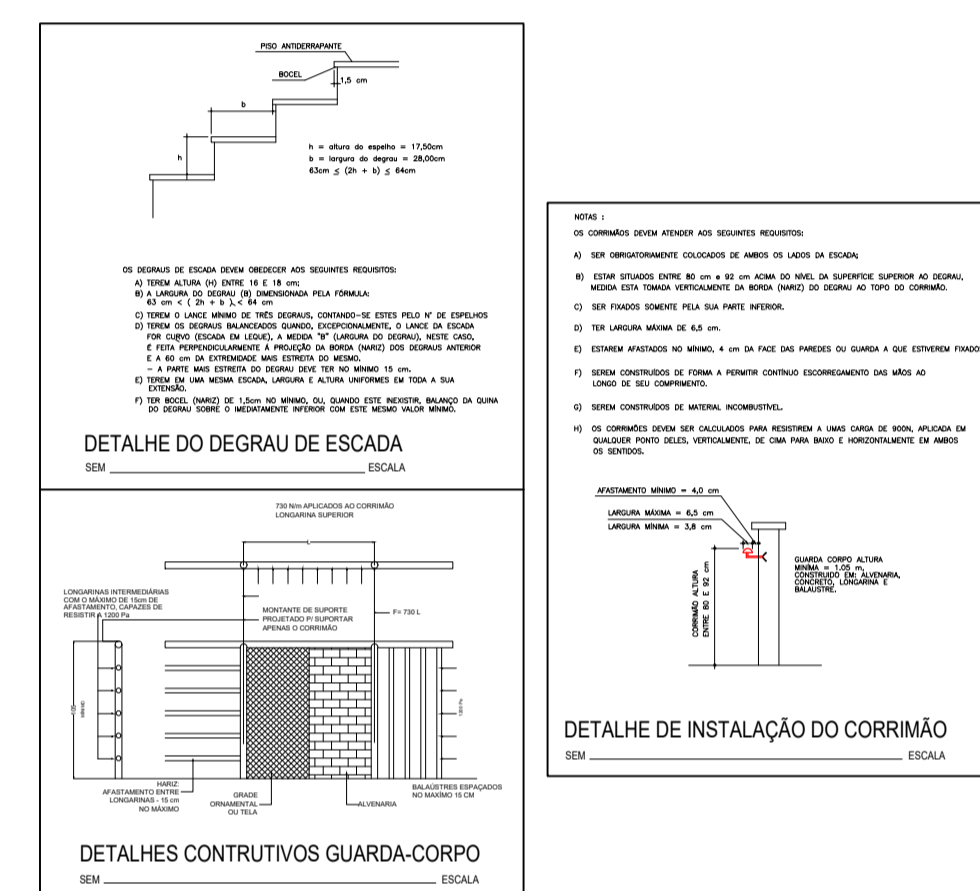 PISO ANTIDERRAPANTE
BOCEL
1,5 cm
b
h
h = altura do espelho = 17,50cm
b = largura do degrau = 28,00cm
63cm ≤ (2h + b) ≤ 64cm
OS DEGRAUS DE ESCADA DEVEM OBEDECER AOS SEGUINTES REQUISITOS:
A) TEREM ALTURA (H) ENTRE 16 E 18 cm;
B) A LARGURA DO DEGRAU (B) DIMENSIONADA PELA FÓRMULA:
63 cm < ( 2h + b ) < 64 cm
C) TEREM O LANCE MÍNIMO DE TRÊS DEGRAUS, CONTANDO-SE ESTES PELO Nº DE ESPELHOS
D) TEREM OS DEGRAUS BALANCEADOS QUANDO, EXCEPCIONALMENTE, O LANCE DA ESCADA
FOR CURVO (ESCADA EM LEQUE), A MEDIDA "B" (LARGURA DO DEGRAU), NESTE CASO,
É FEITA PERPENDICULARMENTE À PROJEÇÃO DA BORDA (NARIZ) DOS DEGRAUS ANTERIOR
E A 60 cm DA EXTREMIDADE MAIS ESTREITA DO MESMO.
- A PARTE MAIS ESTREITA DO DEGRAU DEVE TER NO MÍNIMO 15 cm.
E) TEREM EM UMA MESMA ESCADA, LARGURA E ALTURA UNIFORMES EM TODA A SUA
EXTENSÃO.
F) TER BOCEL (NARIZ) DE 1,5cm NO MÍNIMO, OU, QUANDO ESTE INEXISTIR, BALANÇO DA QUINA
DO DEGRAU SOBRE O IMEDIATAMENTE INFERIOR COM ESTE MESMO VALOR MÍNIMO.
DETALHE DO DEGRAU DE ESCADA
SEM ESCALA
730 N/m APLICADOS AO CORRIMÃO
LONGARINA SUPERIOR
L
LONGARINAS INTERMEDIÁRIAS
COM O MÁXIMO DE 15cm DE
AFASTAMENTO, CAPAZES DE
RESISTIR A 1200 Pa
MONTANTE DE SUPORTE
PROJETADO P/ SUPORTAR
APENAS O CORRIMÃO
F= 730 L
1.05
MÍNIMO
1200 Pa
HARIZ:
AFASTAMENTO ENTRE
LONGARINAS - 15 cm
NO MÁXIMO
GRADE
ORNAMENTAL
OU TELA
ALVENARIA
BALAÚSTRES ESPAÇADOS
NO MAXÍMO 15 CM
DETALHES CONTRUTIVOS GUARDA-CORPO
SEM ESCALA
NOTAS :
OS CORRIMÃOS DEVEM ATENDER AOS SEGUINTES REQUISITOS:
A) SER OBRIGATORIAMENTE COLOCADOS DE AMBOS OS LADOS DA ESCADA;
B) ESTAR SITUADOS ENTRE 80 cm e 92 cm ACIMA DO NÍVEL DA SUPERFÍCIE SUPERIOR AO DEGRAU,
MEDIDA ESTA TOMADA VERTICALMENTE DA BORDA (NARIZ) DO DEGRAU AO TOPO DO CORRIMÃO.
C) SER FIXADOS SOMENTE PELA SUA PARTE INFERIOR.
D) TER LARGURA MÁXIMA DE 6,5 cm.
E) ESTAREM AFASTADOS NO MÍNIMO, 4 cm DA FACE DAS PAREDES OU GUARDA A QUE ESTIVEREM FIXADOS
F) SEREM CONSTRUÍDOS DE FORMA A PERMITIR CONTÍNUO ESCORREGAMENTO DAS MÃOS AO
LONGO DE SEU COMPRIMENTO.
G) SEREM CONSTRUÍDOS DE MATERIAL INCOMBUSTÍVEL.
H) OS CORRIMÕES DEVEM SER CALCULADOS PARA RESISTIREM A UMAS CARGA DE 900N, APLICADA EM
QUALQUER PONTO DELES, VERTICALMENTE, DE CIMA PARA BAIXO E HORIZONTALMENTE EM AMBOS
OS SENTIDOS.
AFASTAMENTO MÍNIMO = 4,0 cm
LARGURA MÁXIMA = 6,5 cm
LARGURA MÍNIMA = 3,8 cm
CORRIMÃO ALTURA
ENTRE 80 E 92 cm
GUARDA CORPO ALTURA
MINIMA = 1,05 m,
CONSTRUIDO EM: ALVENARIA,
CONCRETO, LONGARINA E
BALAUSTRE.
DETALHE DE INSTALAÇÃO DO CORRIMÃO
SEM ESCALA